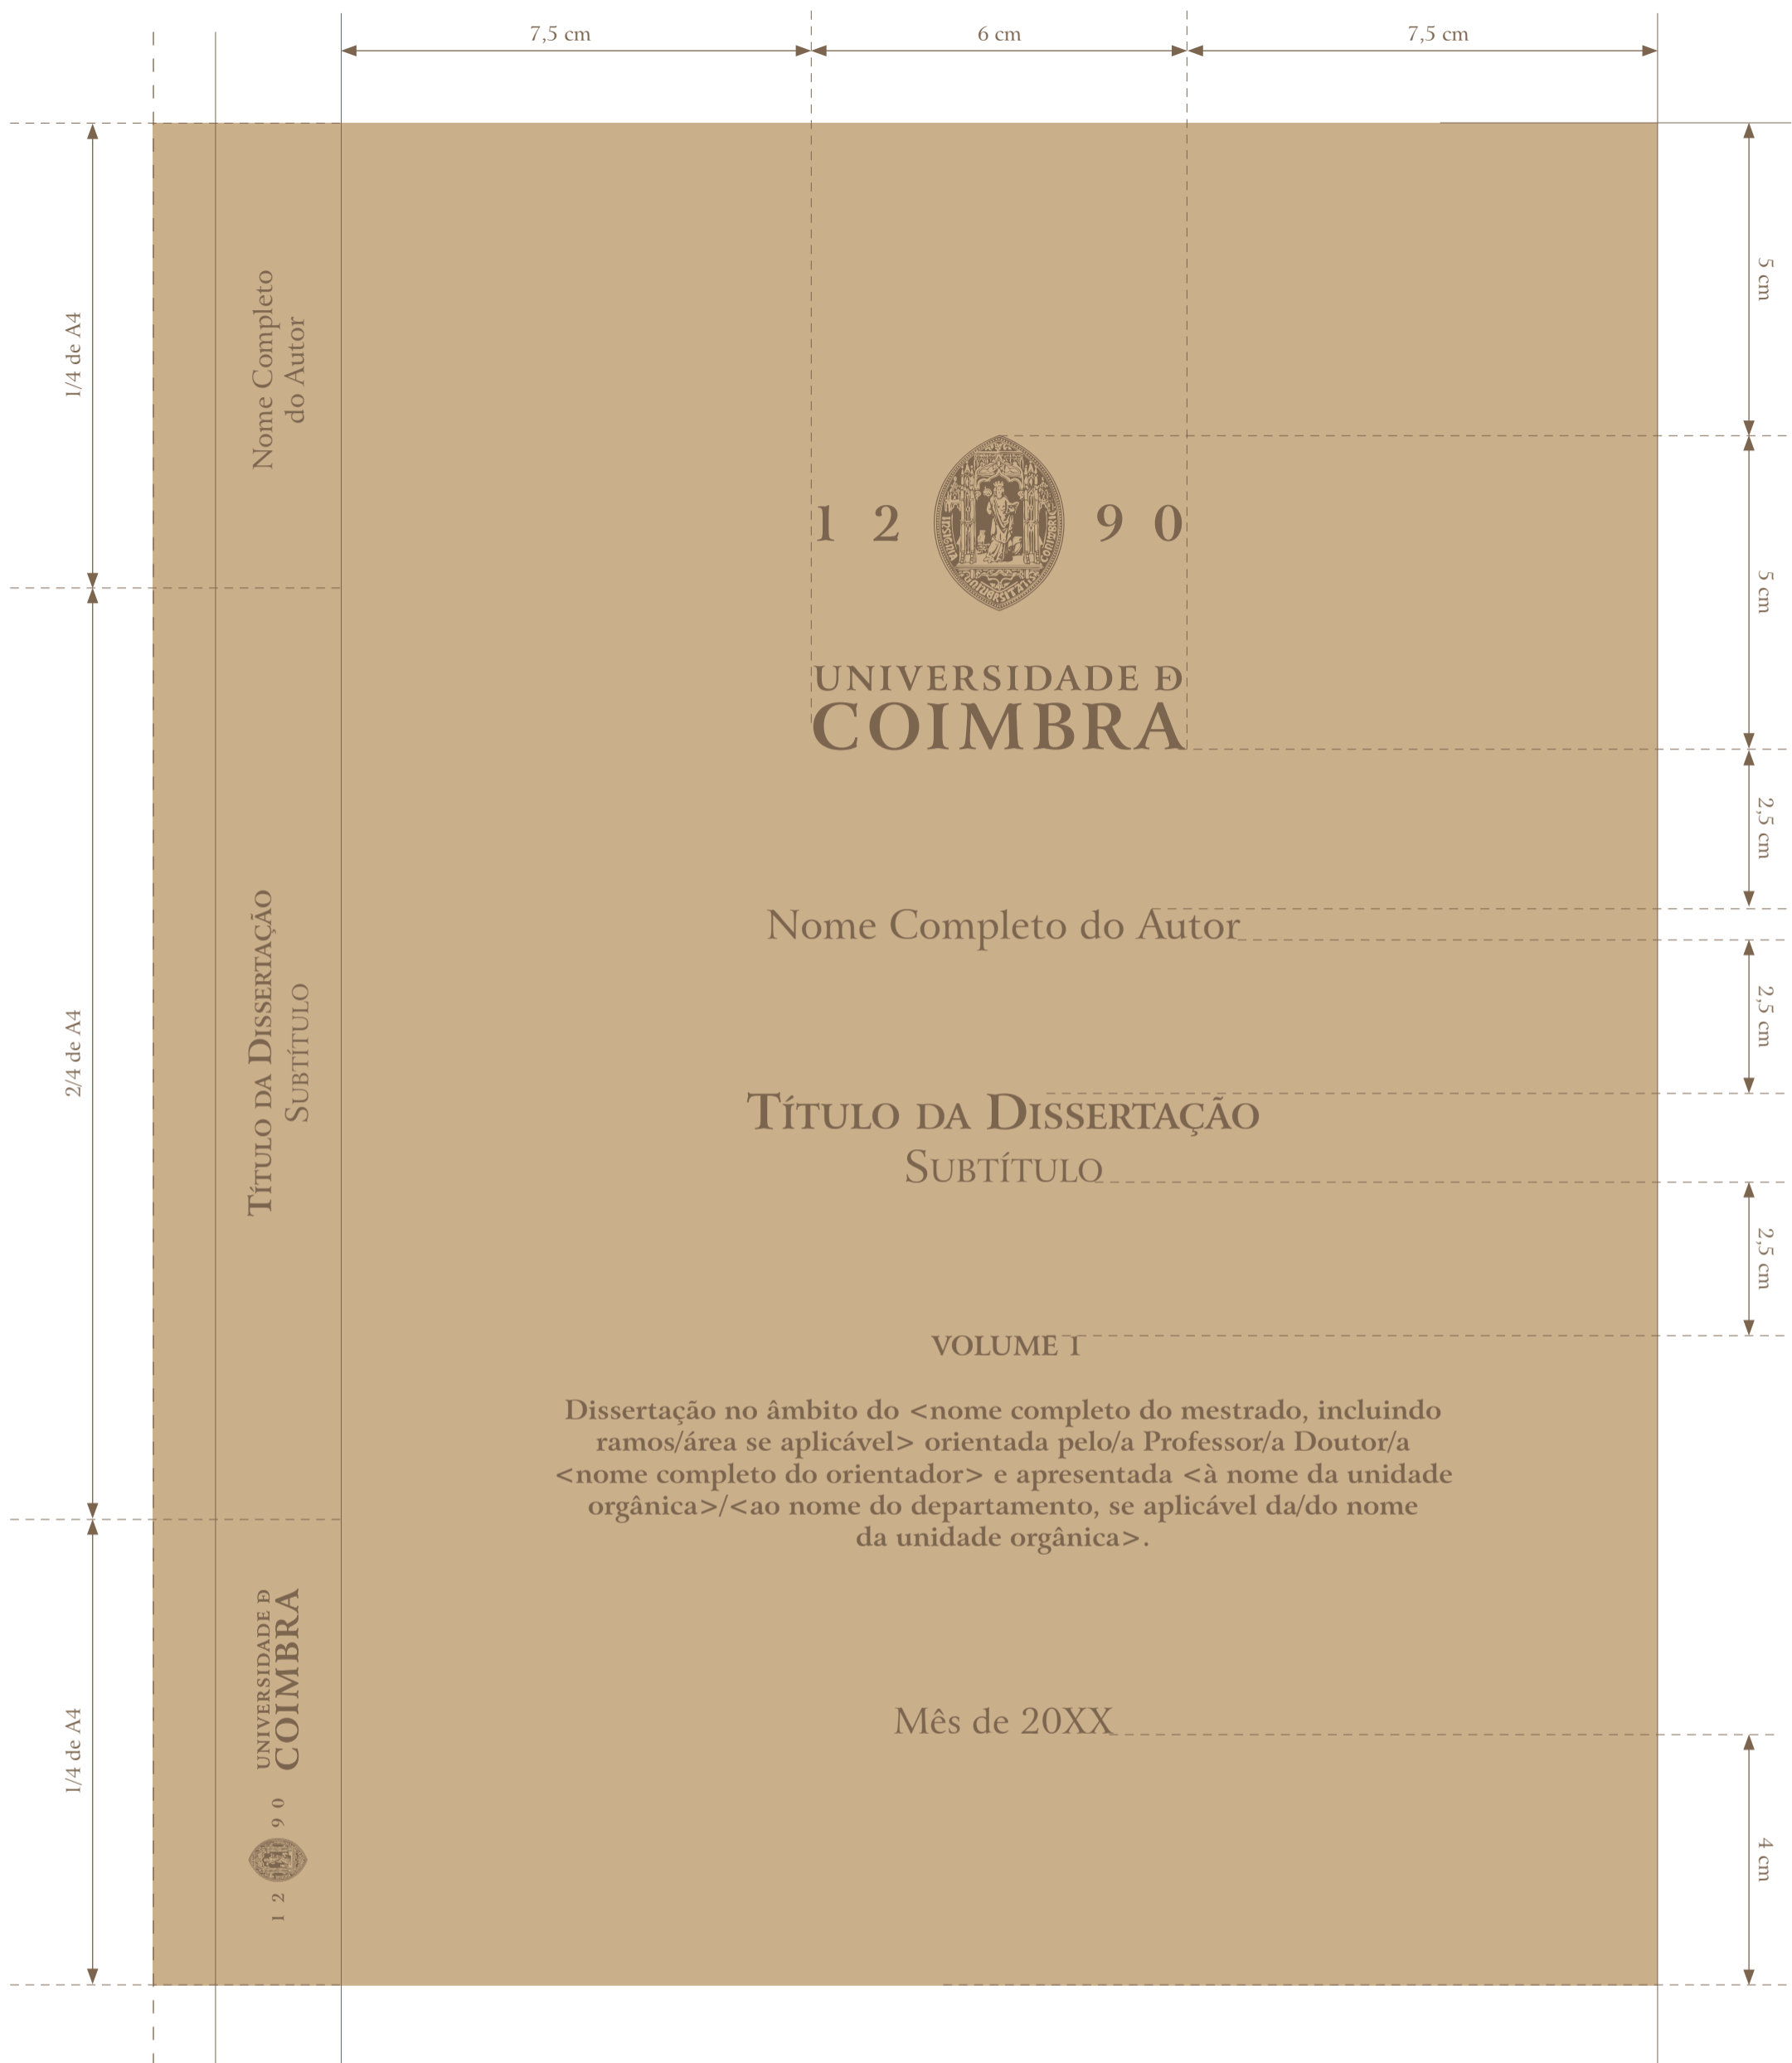 7,5 cm
6 cm
7,5 cm
1/4 de A4
2/4 de A4
1/4 de A4
Nome Completo
do Autor
Título da Dissertação
Subtítulo
UNIVERSIDADE D
COIMBRA
1 2 9 0
1 2 9 0
UNIVERSIDADE D
COIMBRA
Nome Completo do Autor
Título da Dissertação
Subtítulo
VOLUME 1
Dissertação no âmbito do <nome completo do mestrado, incluindo
ramos/área se aplicável> orientada pelo/a Professor/a Doutor/a
<nome completo do orientador> e apresentada <à nome da unidade
orgânica>/<ao nome do departamento, se aplicável da/do nome
da unidade orgânica>.
Mês de 20XX
5 cm
5 cm
2,5 cm
2,5 cm
2,5 cm
4 cm